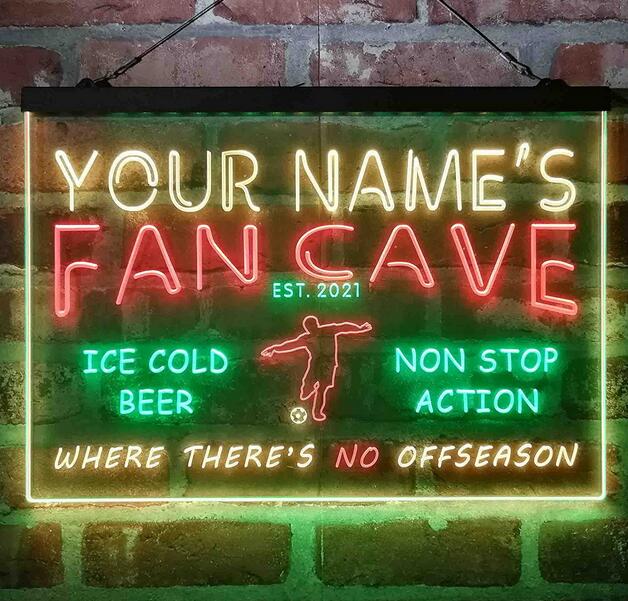 YOUR NAME'S
FAN CAVE
EST. 2021
ICE COLD
BEER
NON STOP
ACTION
WHERE THERE'S NO OFFSEASON